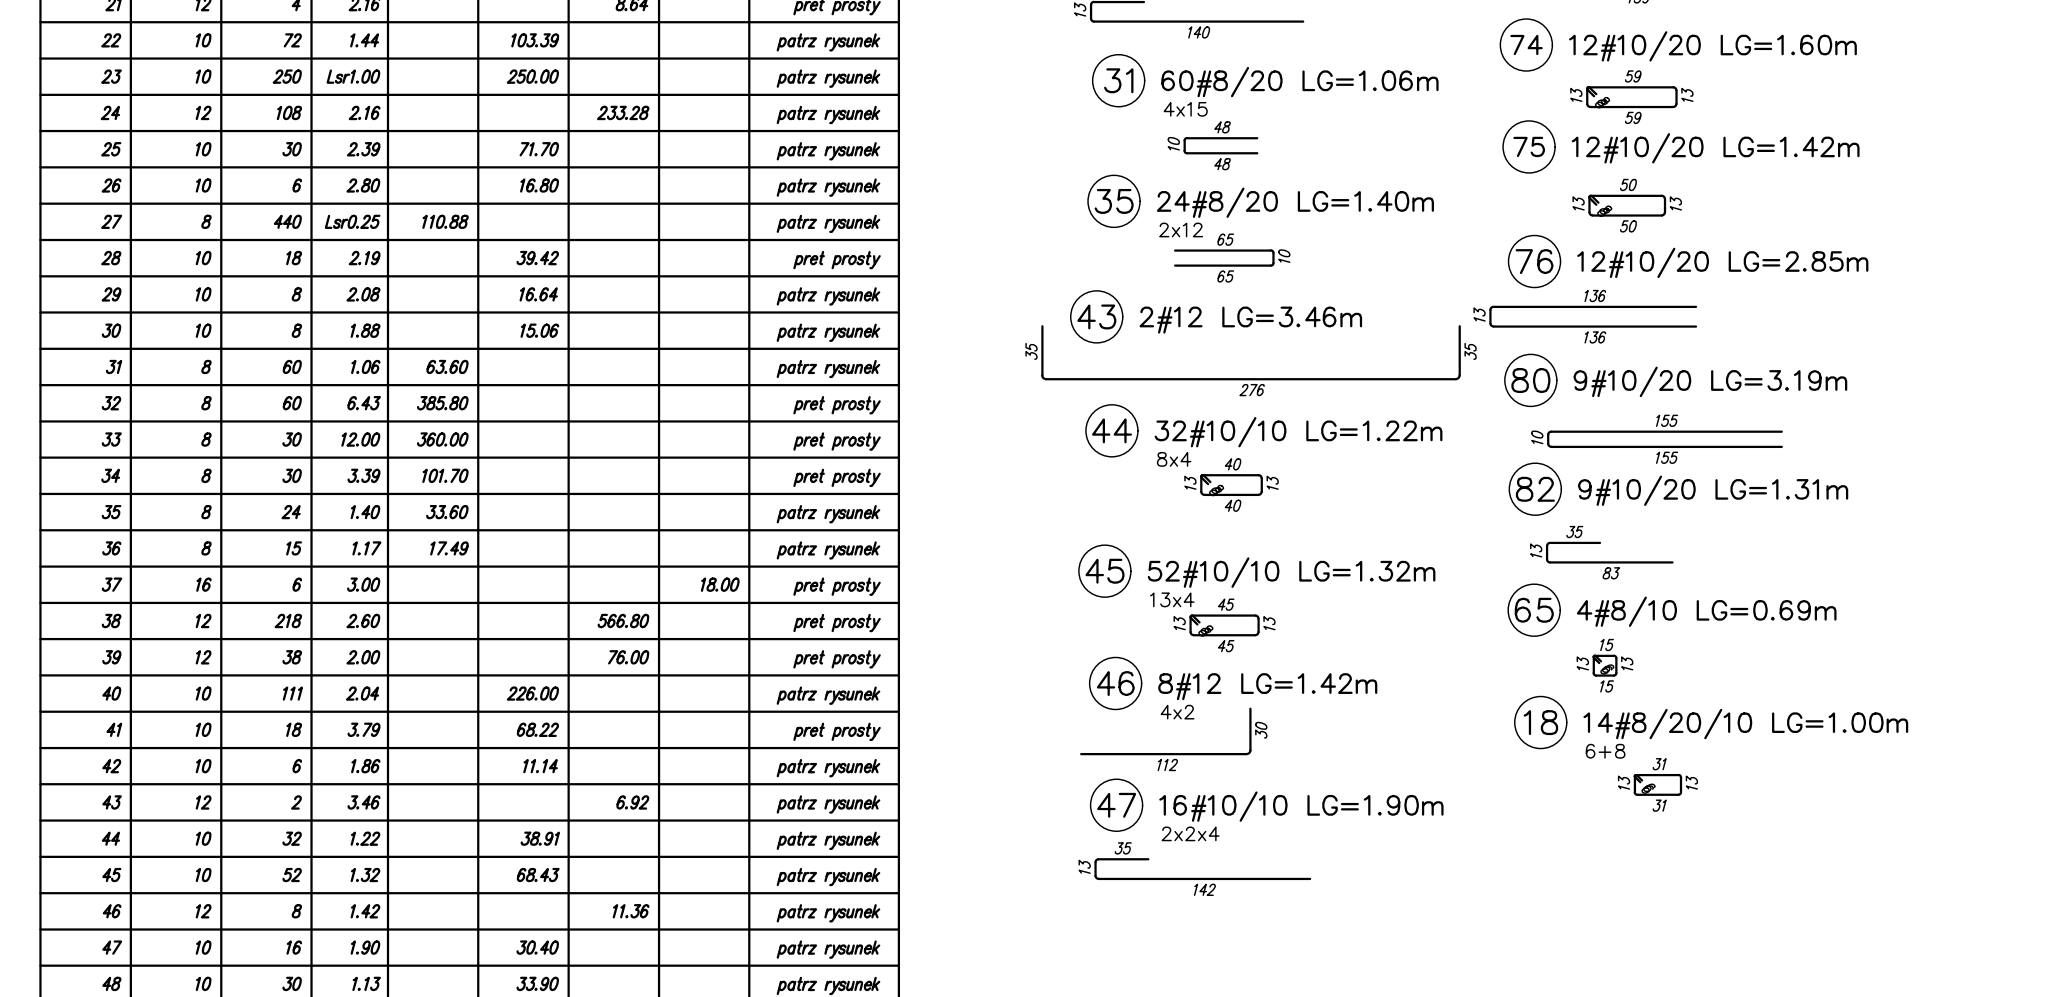 21 12 4 2.16 8.64 pret prosty
22 10 72 1.44 103.39 patrz rysunek
23 10 250 Lsr1.00 250.00 patrz rysunek
24 12 108 2.16 233.28 patrz rysunek
25 10 30 2.39 71.70 patrz rysunek
26 10 6 2.80 16.80 patrz rysunek
27 8 440 Lsr0.25 110.88 patrz rysunek
28 10 18 2.19 39.42 pret prosty
29 10 8 2.08 16.64 patrz rysunek
30 10 8 1.88 15.06 patrz rysunek
31 8 60 1.06 63.60 patrz rysunek
32 8 60 6.43 385.80 pret prosty
33 8 30 12.00 360.00 pret prosty
34 8 30 3.39 101.70 pret prosty
35 8 24 1.40 33.60 patrz rysunek
36 8 15 1.17 17.49 patrz rysunek
37 16 6 3.00 18.00 pret prosty
38 12 218 2.60 566.80 pret prosty
39 12 38 2.00 76.00 pret prosty
40 10 111 2.04 226.00 patrz rysunek
41 10 18 3.79 68.22 pret prosty
42 10 6 1.86 11.14 patrz rysunek
43 12 2 3.46 6.92 patrz rysunek
44 10 32 1.22 38.91 patrz rysunek
45 10 52 1.32 68.43 patrz rysunek
46 12 8 1.42 11.36 patrz rysunek
47 10 16 1.90 30.40 patrz rysunek
48 10 30 1.13 33.90 patrz rysunek
13
140
31 60#8/20 LG=1.06m
4x15
48
10
48
35 24#8/20 LG=1.40m
2x12
65
10
65
43 2#12 LG=3.46m
35 35
276
44 32#10/10 LG=1.22m
8x4
40
13 13
40
45 52#10/10 LG=1.32m
13x4
45
13 13
45
46 8#12 LG=1.42m
4x2
30
112
47 16#10/10 LG=1.90m
2x2x4
35
13
142
74 12#10/20 LG=1.60m
59
13 13
59
75 12#10/20 LG=1.42m
50
13 13
50
76 12#10/20 LG=2.85m
136
13
136
80 9#10/20 LG=3.19m
155
10
155
82 9#10/20 LG=1.31m
35
13
83
65 4#8/10 LG=0.69m
15
13 13
15
18 14#8/20/10 LG=1.00m
6+8
31
13 13
31